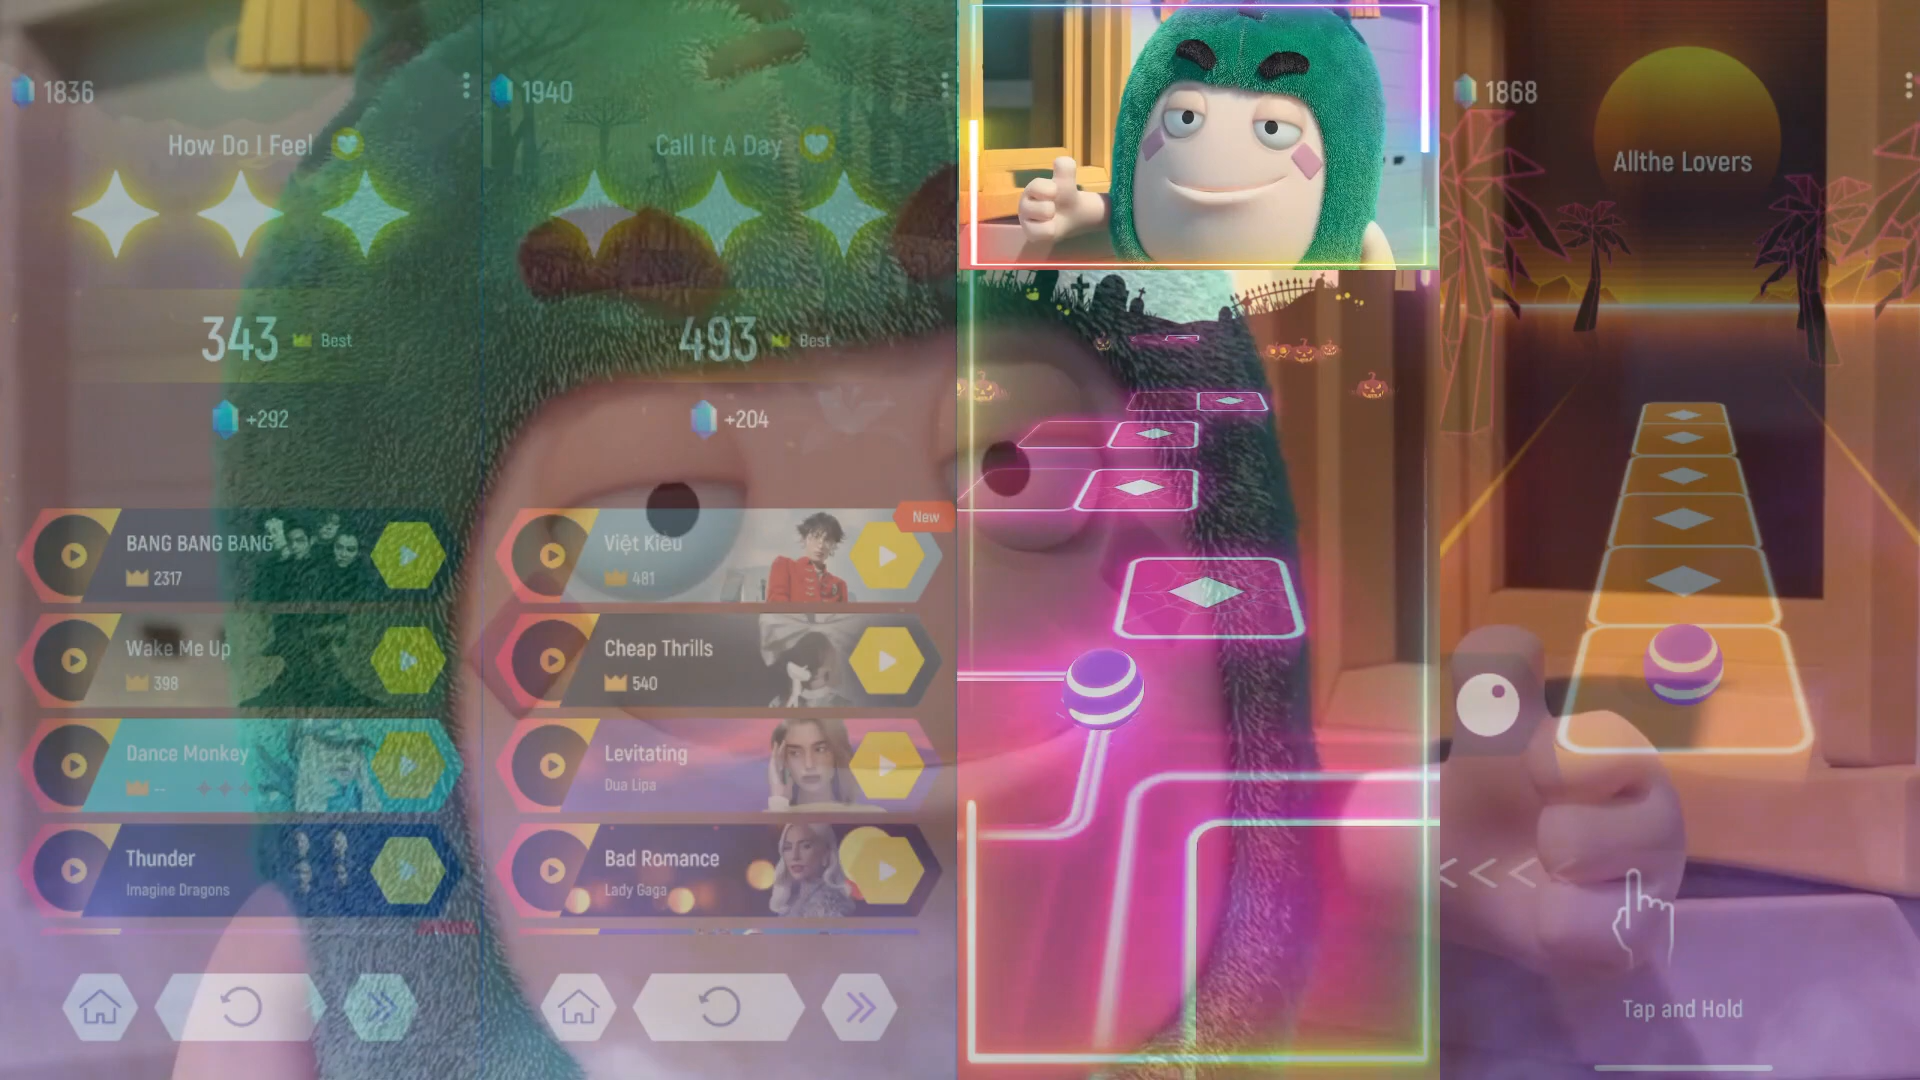 1836
How Do I Feel
343 Best
+292
BANG BANG BANG
2317
Wake Me Up
398
Dance Monkey
--
Thunder
Imagine Dragons
1940
Call It A Day
493 Best
+204
New
Việt Kiều
481
Cheap Thrills
540
Levitating
Dua Lipa
Bad Romance
Lady Gaga
1868
Allthe Lovers
<<<
Tap and Hold